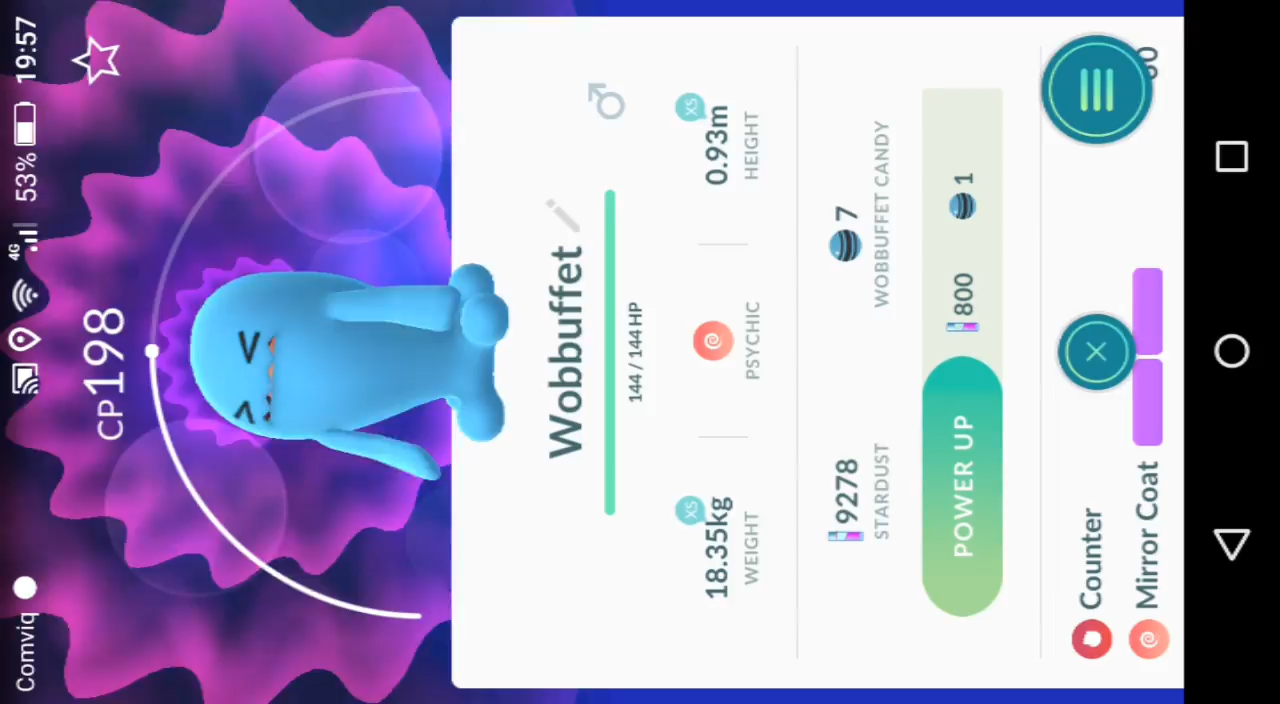 Comviq 4G 53% 19:57
CP198
Wobbuffet
144 / 144 HP
XS XS
18.35kg 0.93m
WEIGHT PSYCHIC HEIGHT
9278 7
STARDUST WOBBUFFET CANDY
POWER UP 800 1
Counter
Mirror Coat